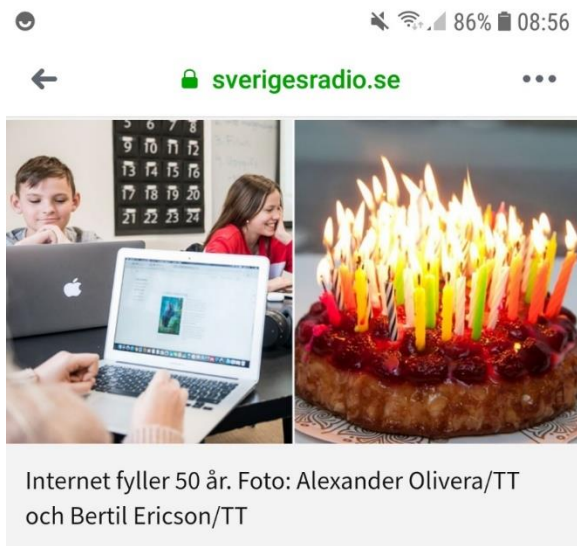 86% 08:56
sverigesradio.se
5 6 7 8
9 10 11 12
13 14 15 16
17 18 19 20
21 22 23 24
Internet fyller 50 år. Foto: Alexander Olivera/TT
och Bertil Ericson/TT